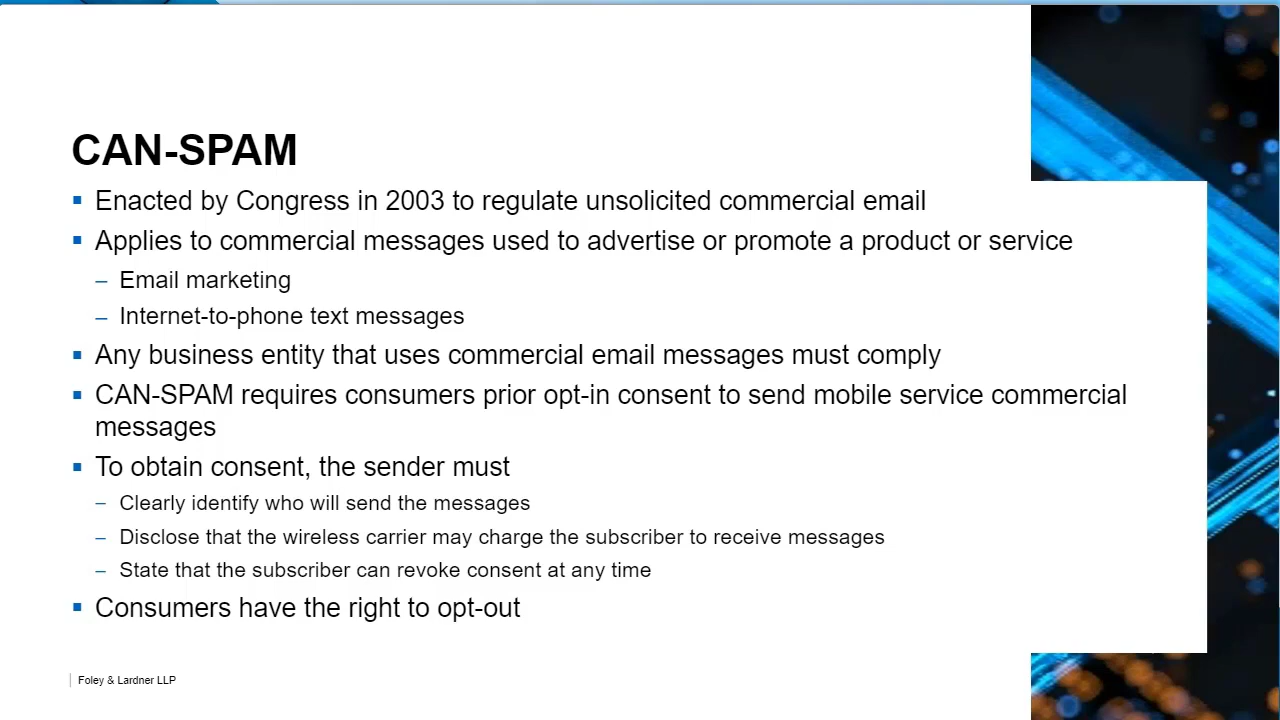 CAN-SPAM
▪ Enacted by Congress in 2003 to regulate unsolicited commercial email
▪ Applies to commercial messages used to advertise or promote a product or service
– Email marketing
– Internet-to-phone text messages
▪ Any business entity that uses commercial email messages must comply
▪ CAN-SPAM requires consumers prior opt-in consent to send mobile service commercial
messages
▪ To obtain consent, the sender must
– Clearly identify who will send the messages
– Disclose that the wireless carrier may charge the subscriber to receive messages
– State that the subscriber can revoke consent at any time
▪ Consumers have the right to opt-out
Foley & Lardner LLP